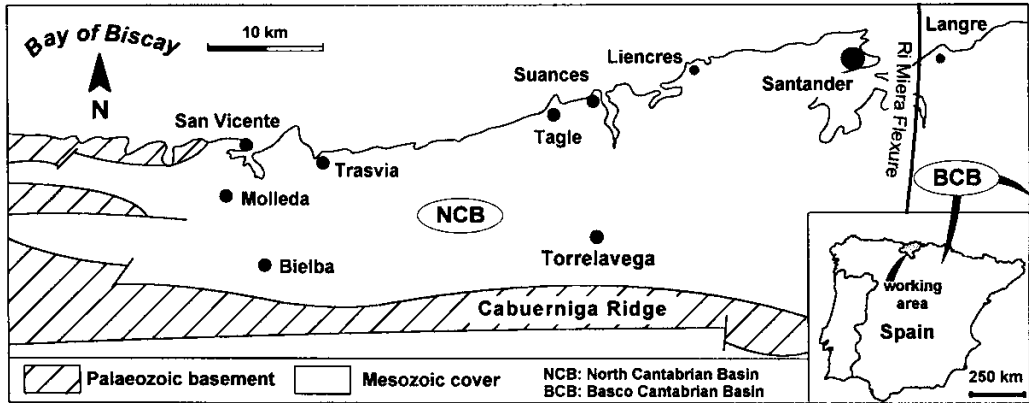 Bay of Biscay
10 km
N
Langre
Liencres
Suances
Santander
Ri Miera Flexure
San Vicente
Tagle
Trasvia
BCB
Molleda
NCB
Torrelavega
Bielba
working
area
Cabuerniga Ridge
Spain
Palaeozoic basement
Mesozoic cover
NCB: North Cantabrian Basin
BCB: Basco Cantabrian Basin
250 km